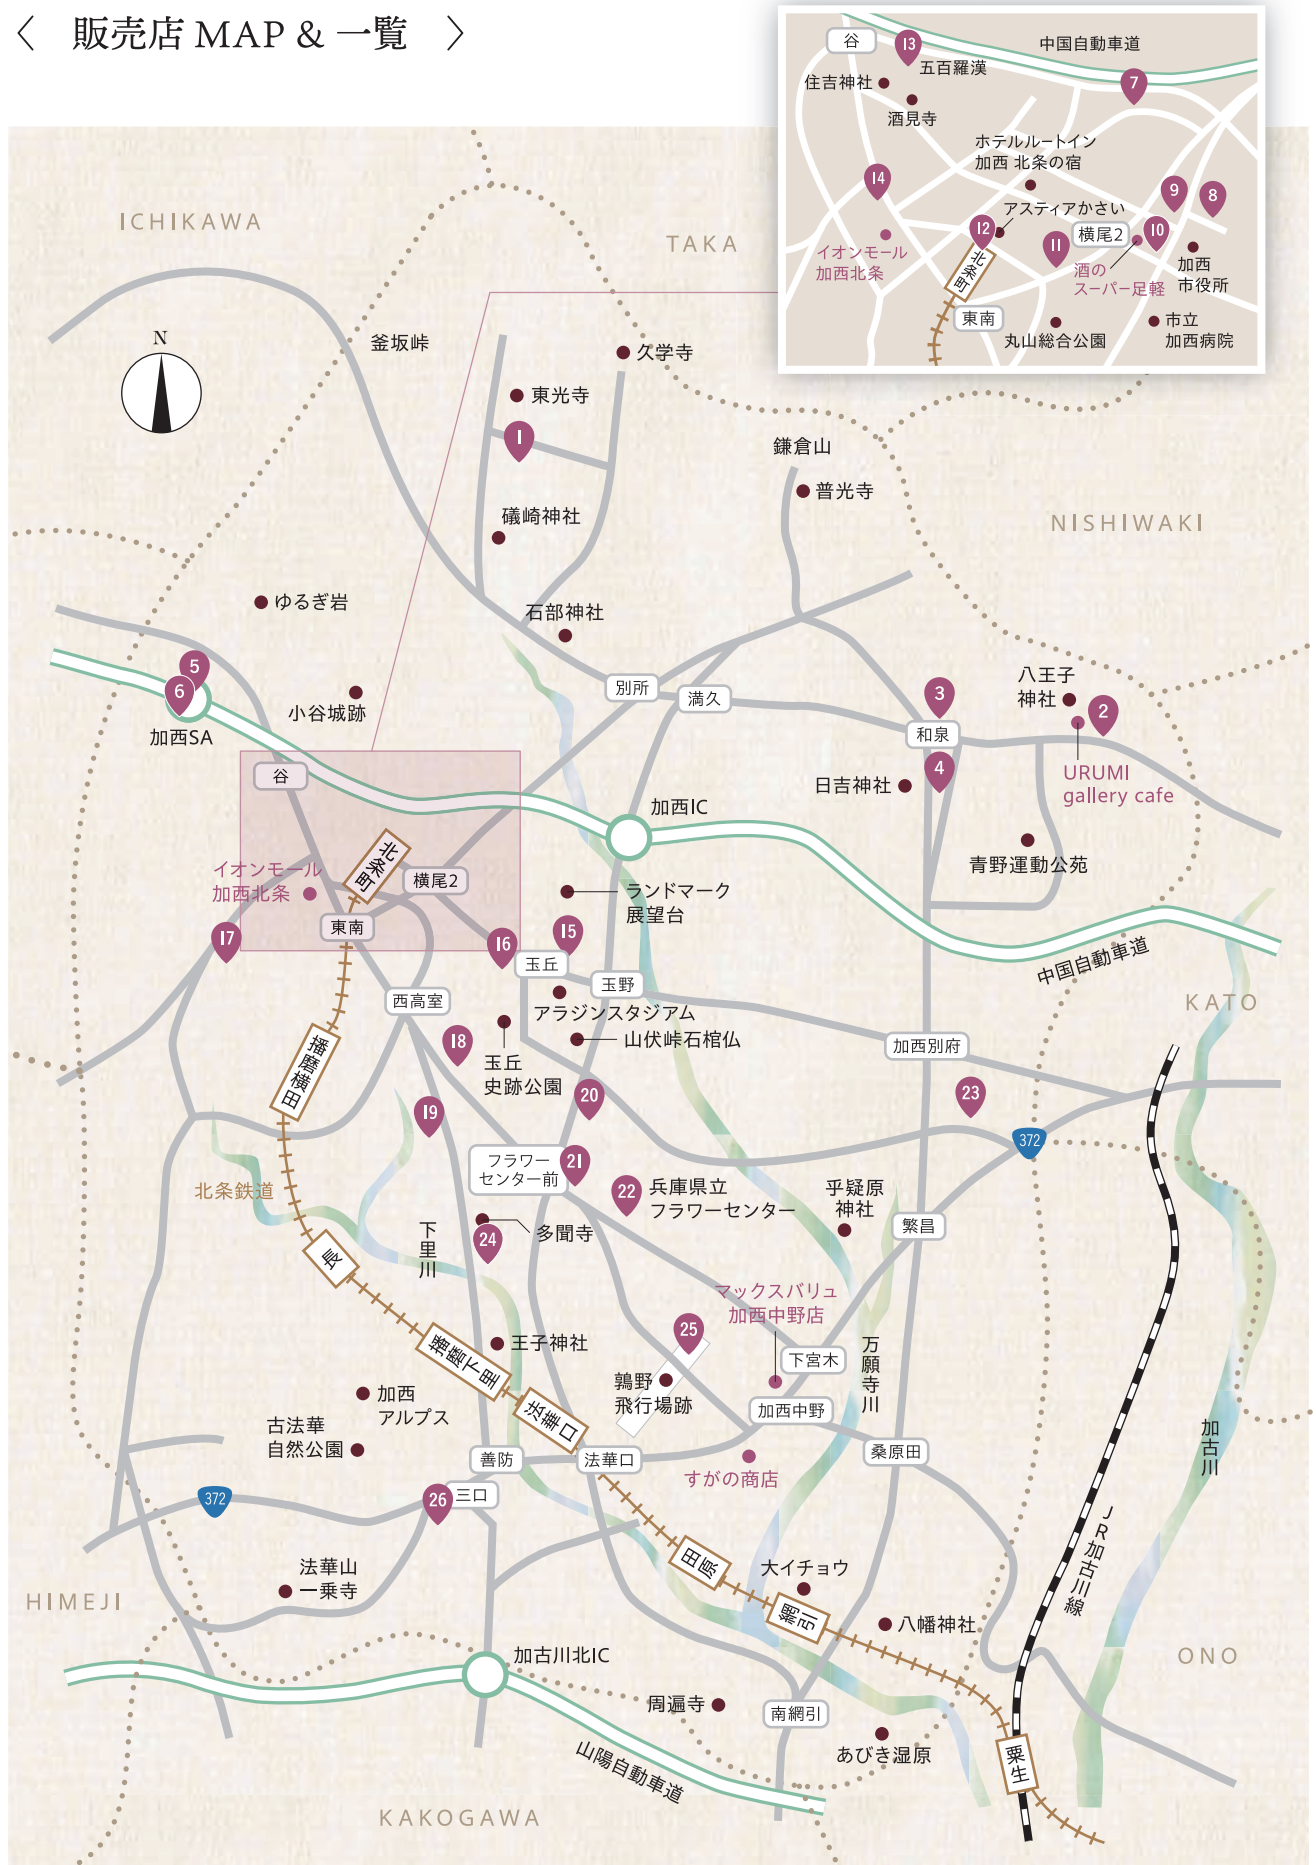 〈 販売店 MAP & 一覧 〉
谷
13
五百羅漢
中国自動車道
7
住吉神社
酒見寺
ホテルルートイン
加西 北条の宿
14
9
8
アスティアかさい
12
横尾2
10
11
イオンモール
加西北条
北条町
酒の
スーパー足軽
加西
市役所
東南
丸山総合公園
市立
加西病院
ICHIKAWA
TAKA
N
釜坂峠
久学寺
東光寺
1
鎌倉山
普光寺
礒崎神社
NISHIWAKI
ゆるぎ岩
石部神社
5
6
加西SA
小谷城跡
別所
満久
3
和泉
4
八王子
神社
2
URUMI
gallery cafe
日吉神社
谷
加西IC
青野運動公苑
イオンモール
加西北条
北条町
横尾2
ランドマーク
展望台
東南
17
16
15
玉丘
玉野
中国自動車道
KATO
西高室
アラジンスタジアム
山伏峠石棺仏
18
玉丘
史跡公園
加西別府
播磨横田
19
20
23
372
フラワー
センター前
21
22
兵庫県立
フラワーセンター
乎疑原
神社
北条鉄道
下里川
多聞寺
24
繁昌
長
マックスバリュ
加西中野店
25
王子神社
播磨下里
下宮木
万願寺川
鶉野
飛行場跡
加西
アルプス
法華口
加西中野
古法華
自然公園
善防
法華口
桑原田
加古川
すがの商店
372
26
三口
JR加古川線
法華山
一乗寺
田原
大イチョウ
HIMEJI
網引
八幡神社
加古川北IC
ONO
周遍寺
南網引
あびき湿原
粟生
山陽自動車道
KAKOGAWA